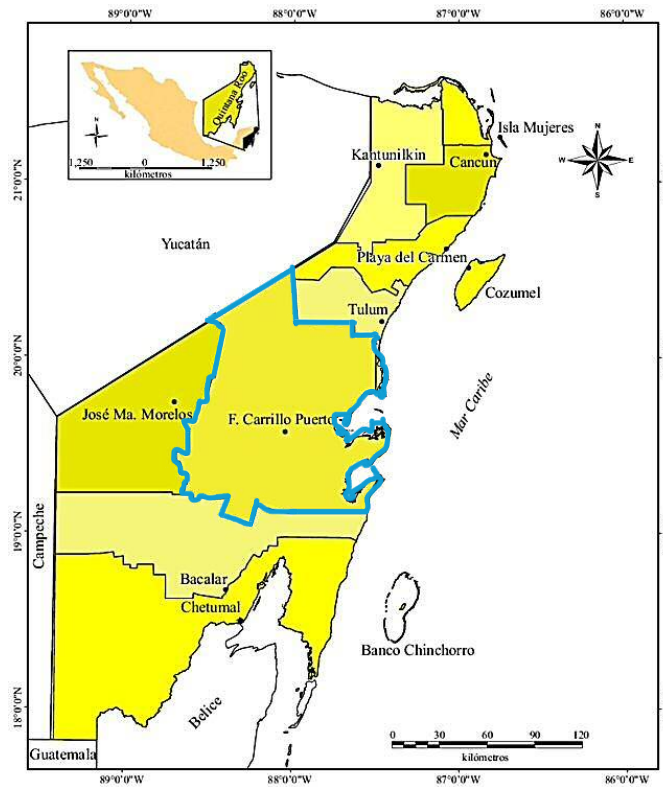 89°0'0"W 88°0'0"W 87°0'0"W 86°0'0"W
Quintana Roo
N
1,250 0 1,250
kilómetros
Isla Mujeres
N
W E
S
Kantunilkin
Cancún
21°0'0"N
Yucatán
Playa del Carmen
Cozumel
Tulum
20°0'0"N
Mar Caribe
José Ma. Morelos
F. Carrillo Puerto
19°0'0"N
Campeche
Bacalar
Chetumal
Banco Chinchorro
18°0'0"N
Belice
0 30 60 90 120
kilómetros
Guatemala
89°0'0"W 88°0'0"W 87°0'0"W 86°0'0"W